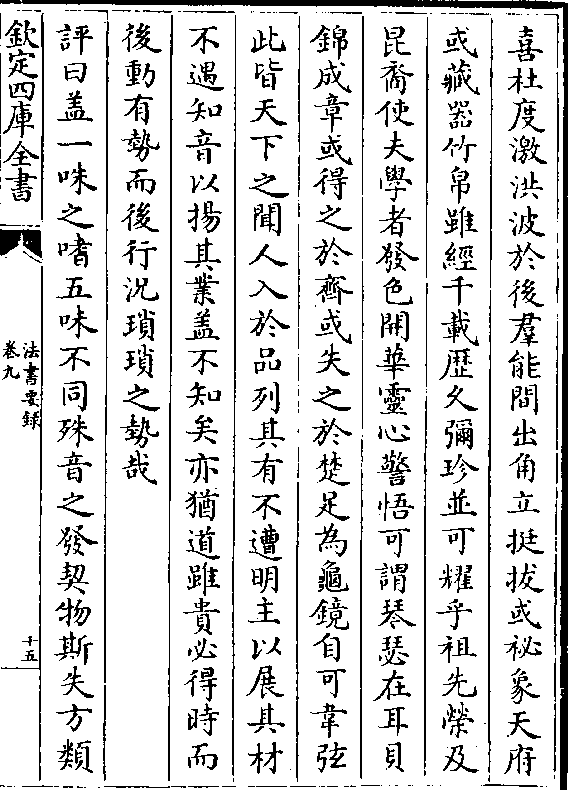 喜杜度激洪波於後羣能間出角立挺拔或祕象天府
或藏器竹帛雖經千載歴久彌珍並可耀乎祖先榮及
昆裔使夫學者發色開華靈心警悟可謂琴瑟在耳貝
錦成章或得之於齊或失之於楚足為龜鏡自可韋弦
此皆天下之聞人入於品列其有不遭明主以展其材
不遇知音以揚其業盖不知矣亦猶道雖貴必得時而
後動有勢而後行況瑣瑣之勢哉
評曰盖一味之嗜五味不同殊音之發契物斯失方類
欽定四庫全書
法書要録
卷九
十五